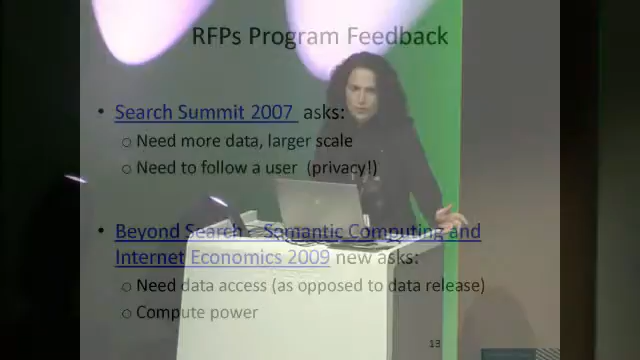 RFPs Program Feedback
• Search Summit 2007 asks:
o Need more data, larger scale
o Need to follow a user (privacy!)
• Beyond Search - Semantic Computing and
Internet Economics 2009 new asks:
o Need data access (as opposed to data release)
o Compute power
13